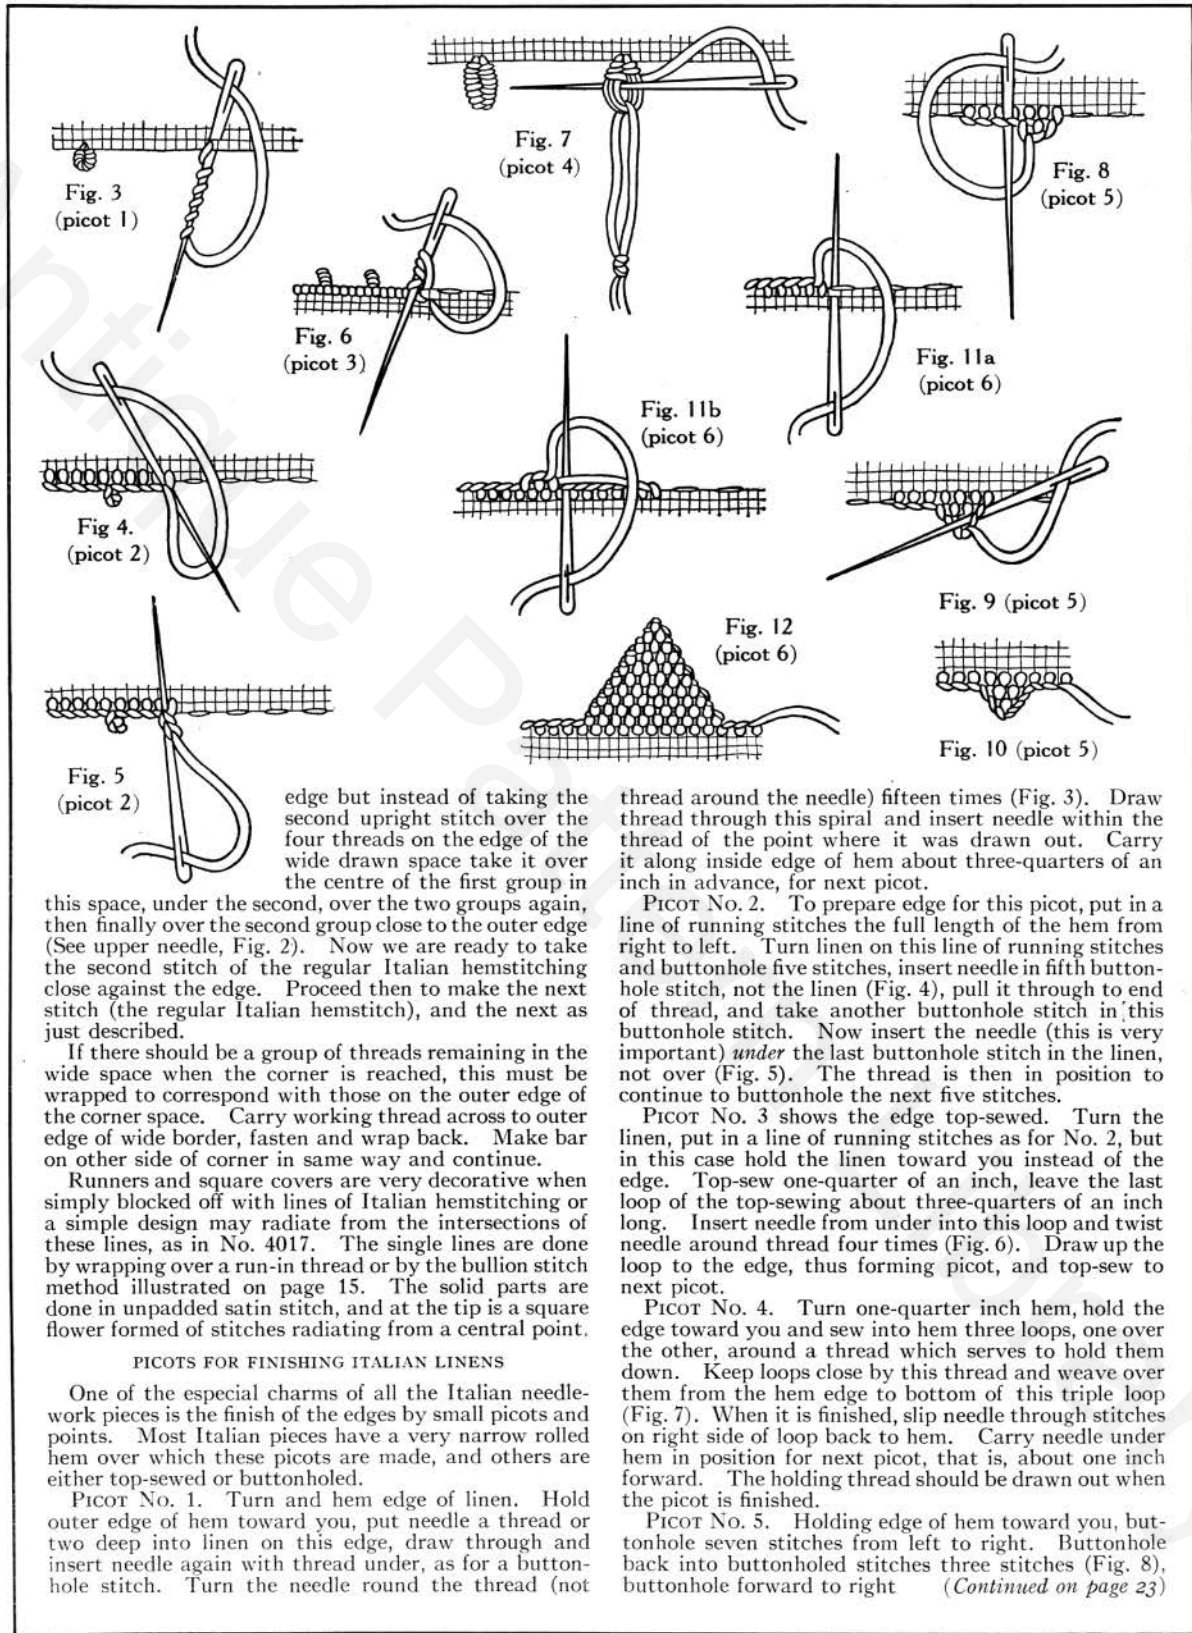 Fig. 3
(picot 1)
Fig. 7
(picot 4)
Fig. 8
(picot 5)
Fig. 6
(picot 3)
Fig. 11a
(picot 6)
Fig. 11b
(picot 6)
Fig 4.
(picot 2)
Fig. 9 (picot 5)
Fig. 12
(picot 6)
Fig. 10 (picot 5)
Fig. 5
(picot 2)
edge but instead of taking the
second upright stitch over the
four threads on the edge of the
wide drawn space take it over
the centre of the first group in
this space, under the second, over the two groups again,
then finally over the second group close to the outer edge
(See upper needle, Fig. 2). Now we are ready to take
the second stitch of the regular Italian hemstitching
close against the edge. Proceed then to make the next
stitch (the regular Italian hemstitch), and the next as
just described.
If there should be a group of threads remaining in the
wide space when the corner is reached, this must be
wrapped to correspond with those on the outer edge of
the corner space. Carry working thread across to outer
edge of wide border, fasten and wrap back. Make bar
on other side of corner in same way and continue.
Runners and square covers are very decorative when
simply blocked off with lines of Italian hemstitching or
a simple design may radiate from the intersections of
these lines, as in No. 4017. The single lines are done
by wrapping over a run-in thread or by the bullion stitch
method illustrated on page 15. The solid parts are
done in unpadded satin stitch, and at the tip is a square
flower formed of stitches radiating from a central point.
PICOTS FOR FINISHING ITALIAN LINENS
One of the especial charms of all the Italian needle-
work pieces is the finish of the edges by small picots and
points. Most Italian pieces have a very narrow rolled
hem over which these picots are made, and others are
either top-sewed or buttonholed.
PICOT NO. 1. Turn and hem edge of linen. Hold
outer edge of hem toward you, put needle a thread or
two deep into linen on this edge, draw through and
insert needle again with thread under, as for a button-
hole stitch. Turn the needle round the thread (not
thread around the needle) fifteen times (Fig. 3). Draw
thread through this spiral and insert needle within the
thread of the point where it was drawn out. Carry
it along inside edge of hem about three-quarters of an
inch in advance, for next picot.
PICOT NO. 2. To prepare edge for this picot, put in a
line of running stitches the full length of the hem from
right to left. Turn linen on this line of running stitches
and buttonhole five stitches, insert needle in fifth button-
hole stitch, not the linen (Fig. 4), pull it through to end
of thread, and take another buttonhole stitch in this
buttonhole stitch. Now insert the needle (this is very
important) under the last buttonhole stitch in the linen,
not over (Fig. 5). The thread is then in position to
continue to buttonhole the next five stitches.
PICOT NO. 3 shows the edge top-sewed. Turn the
linen, put in a line of running stitches as for No. 2, but
in this case hold the linen toward you instead of the
edge. Top-sew one-quarter of an inch, leave the last
loop of the top-sewing about three-quarters of an inch
long. Insert needle from under into this loop and twist
needle around thread four times (Fig. 6). Draw up the
loop to the edge, thus forming picot, and top-sew to
next picot.
PICOT NO. 4. Turn one-quarter inch hem, hold the
edge toward you and sew into hem three loops, one over
the other, around a thread which serves to hold them
down. Keep loops close by this thread and weave over
them from the hem edge to bottom of this triple loop
(Fig. 7). When it is finished, slip needle through stitches
on right side of loop back to hem. Carry needle under
hem in position for next picot, that is, about one inch
forward. The holding thread should be drawn out when
the picot is finished.
PICOT NO. 5. Holding edge of hem toward you, but-
tonhole seven stitches from left to right. Buttonhole
back into buttonholed stitches three stitches (Fig. 8),
buttonhole forward to right (Continued on page 23)
Antique Pattern Library